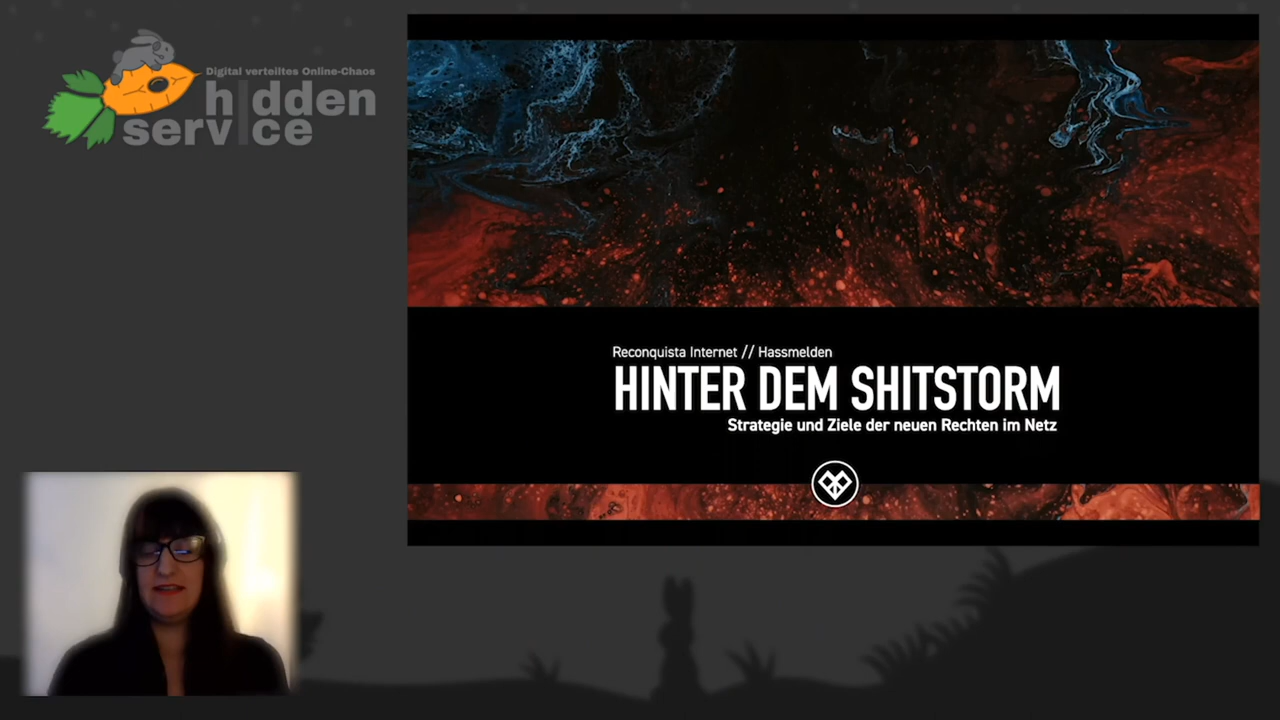 Digital verteiltes Online-Chaos
hidden
service
Reconquista Internet // Hassmelden
HINTER DEM SHITSTORM
Strategie und Ziele der neuen Rechten im Netz